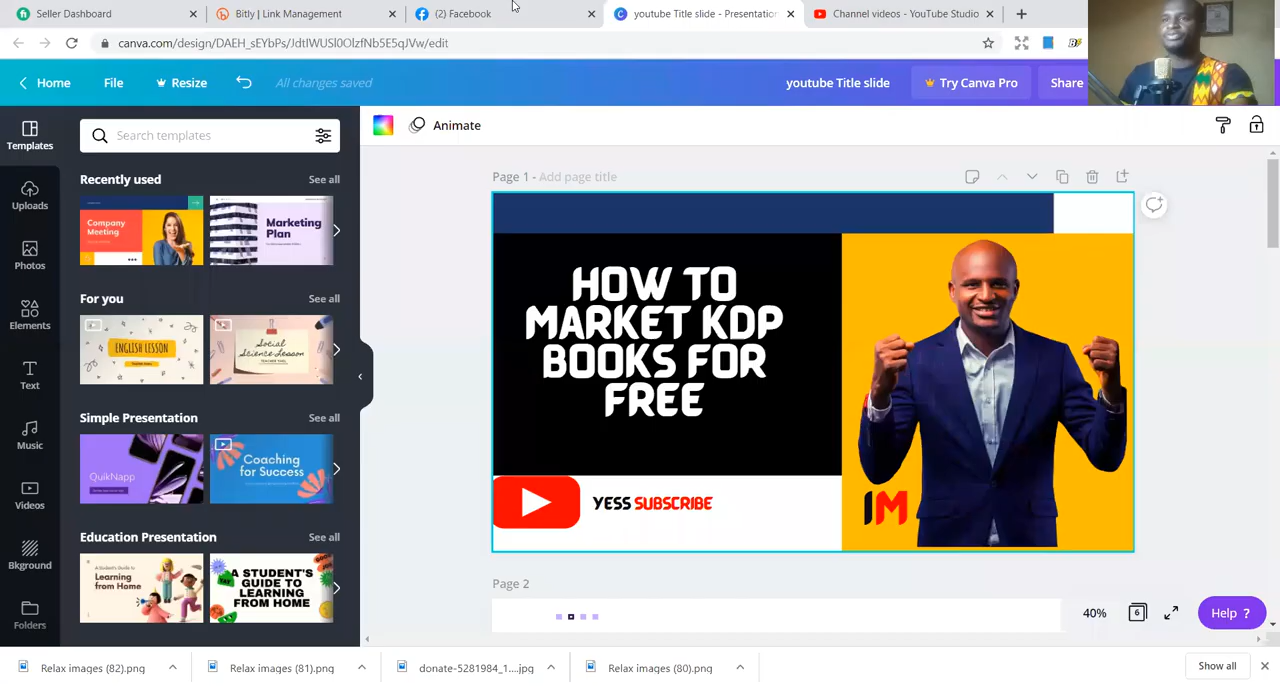 Seller Dashboard
Bitly | Link Management
(2) Facebook
youtube Title slide - Presentation
Channel videos - YouTube Studio
canva.com/design/DAEH_sEYbPs/JdtIWUSl0OlzfNb5E5qJVw/edit
Home
File
Resize
All changes saved
youtube Title slide
Try Canva Pro
Share
Templates
Search templates
Animate
Uploads
Photos
Elements
Text
Music
Videos
Bkground
Folders
Recently used
See all
Company
Meeting
Marketing
Plan
For you
See all
ENGLISH LESSON
Social
Science Lesson
Simple Presentation
See all
QuikNapp
Coaching
for Success
Education Presentation
See all
Learning
from Home
A STUDENT'S
GUIDE TO
LEARNING
FROM HOME
Page 1 - Add page title
HOW TO
MARKET KDP
BOOKS FOR
FREE
YESS SUBSCRIBE
IM
Page 2
40%
6
Help ?
Relax images (82).png
Relax images (81).png
donate-5281984_1....jpg
Relax images (80).png
Show all